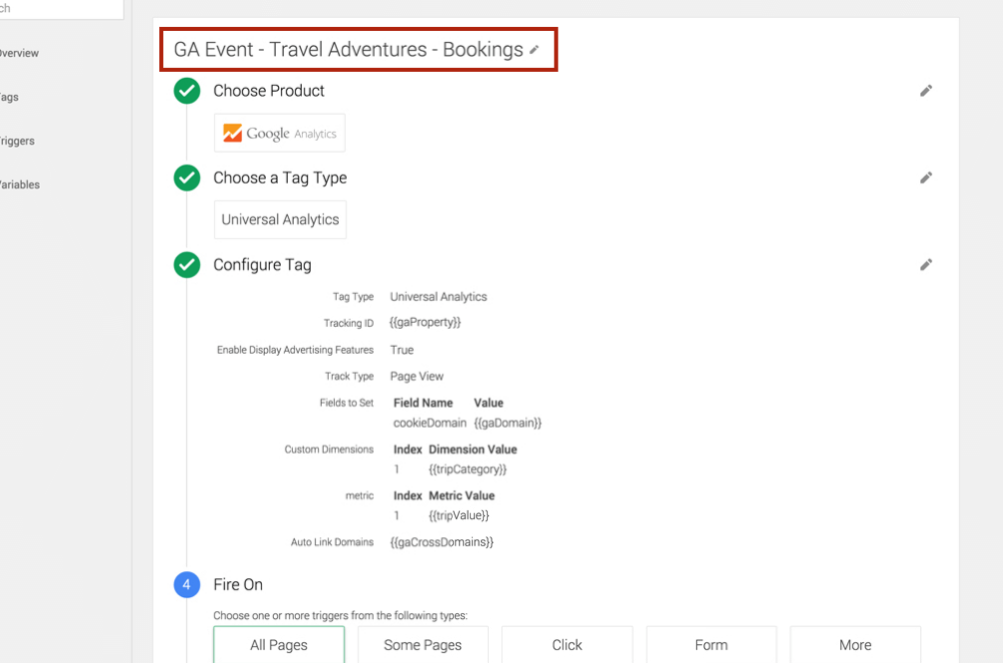 ch
Overview
Tags
Triggers
Variables
GA Event - Travel Adventures - Bookings
Choose Product
Google Analytics
Choose a Tag Type
Universal Analytics
Configure Tag
Tag Type Universal Analytics
Tracking ID {{gaProperty}}
Enable Display Advertising Features True
Track Type Page View
Fields to Set Field Name Value
cookieDomain {{gaDomain}}
Custom Dimensions Index Dimension Value
1 {{tripCategory}}
metric Index Metric Value
1 {{tripValue}}
Auto Link Domains {{gaCrossDomains}}
4 Fire On
Choose one or more triggers from the following types:
All Pages Some Pages Click Form More